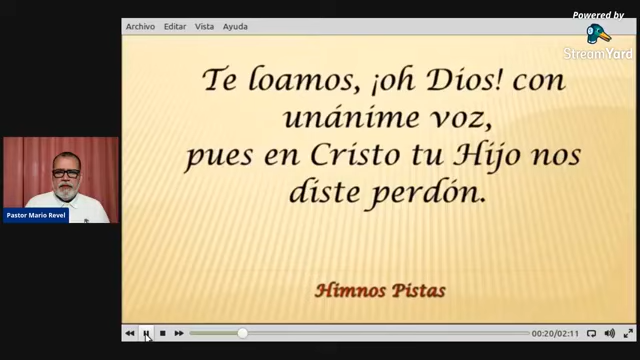 Powered by
StreamYard
Archivo Editar Vista Ayuda
Te loamos, ¡oh Dios! con
unánime voz,
pues en Cristo tu Hijo nos
diste perdón.
Himnos Pistas
Pastor Mario Revel
00:20/02:11